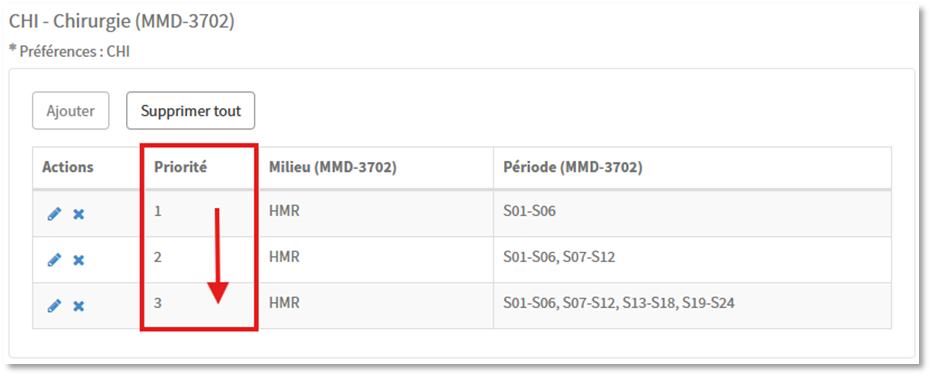 CHI - Chirurgie (MMD-3702)
* Préférences : CHI
Ajouter Supprimer tout
Actions Priorité Milieu (MMD-3702) Période (MMD-3702)
1 HMR S01-S06
2 HMR S01-S06, S07-S12
3 HMR S01-S06, S07-S12, S13-S18, S19-S24